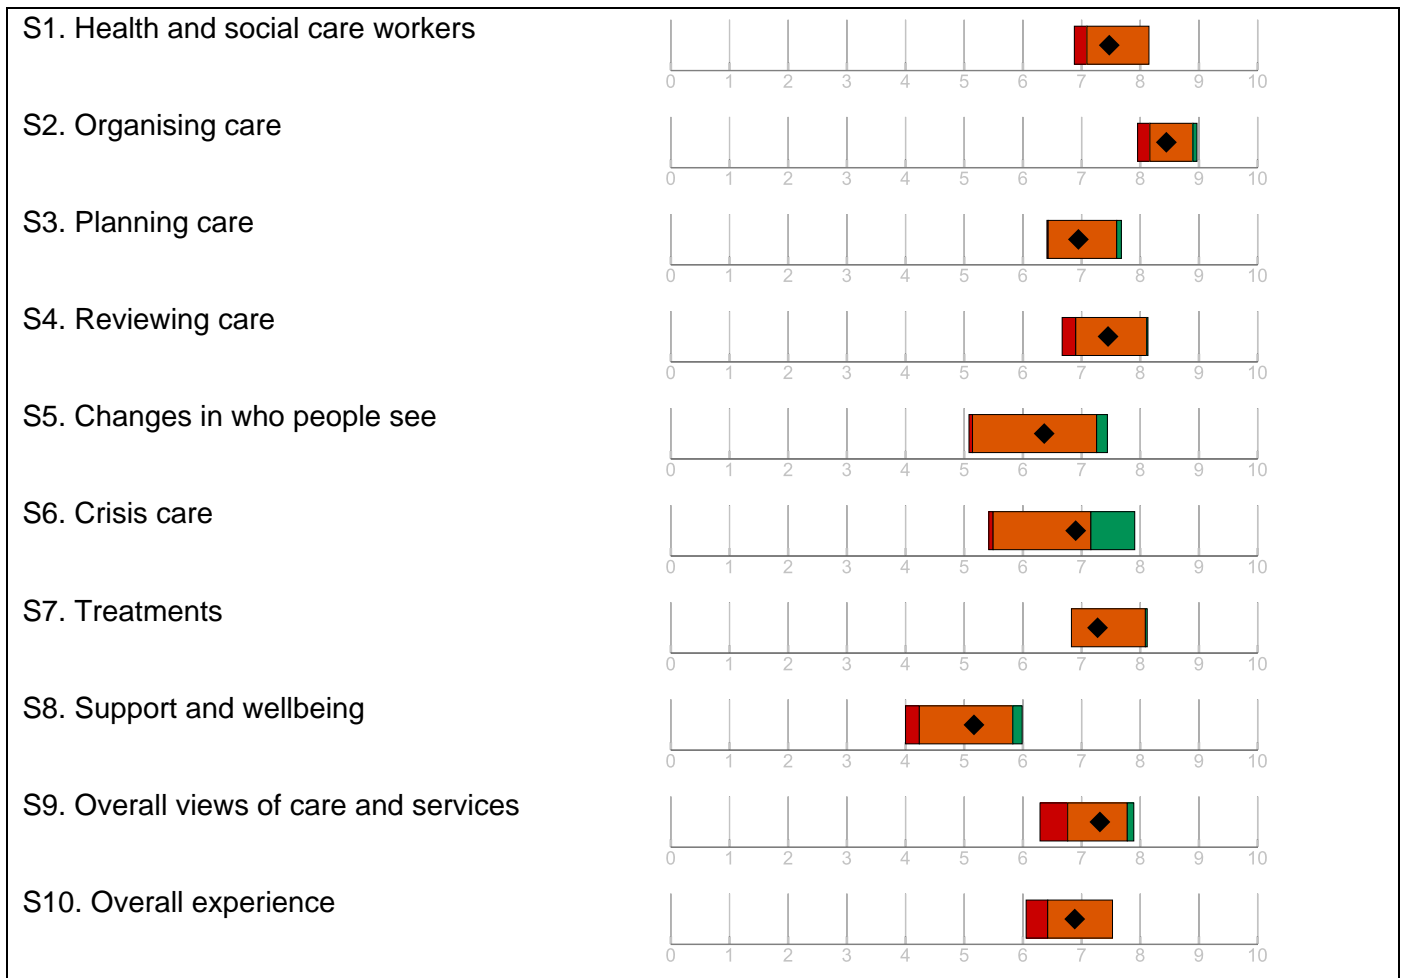 S1. Health and social care workers
0 1 2 3 4 5 6 7 8 9 10
S2. Organising care
0 1 2 3 4 5 6 7 8 9 10
S3. Planning care
0 1 2 3 4 5 6 7 8 9 10
S4. Reviewing care
0 1 2 3 4 5 6 7 8 9 10
S5. Changes in who people see
0 1 2 3 4 5 6 7 8 9 10
S6. Crisis care
0 1 2 3 4 5 6 7 8 9 10
S7. Treatments
0 1 2 3 4 5 6 7 8 9 10
S8. Support and wellbeing
0 1 2 3 4 5 6 7 8 9 10
S9. Overall views of care and services
0 1 2 3 4 5 6 7 8 9 10
S10. Overall experience
0 1 2 3 4 5 6 7 8 9 10